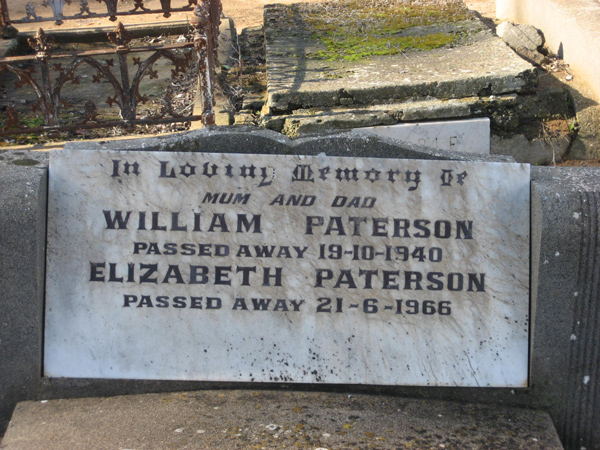 In Loving Memory Of
MUM AND DAD
WILLIAM PATERSON
PASSED AWAY 19-10-1940
ELIZABETH PATERSON
PASSED AWAY 21-6-1966